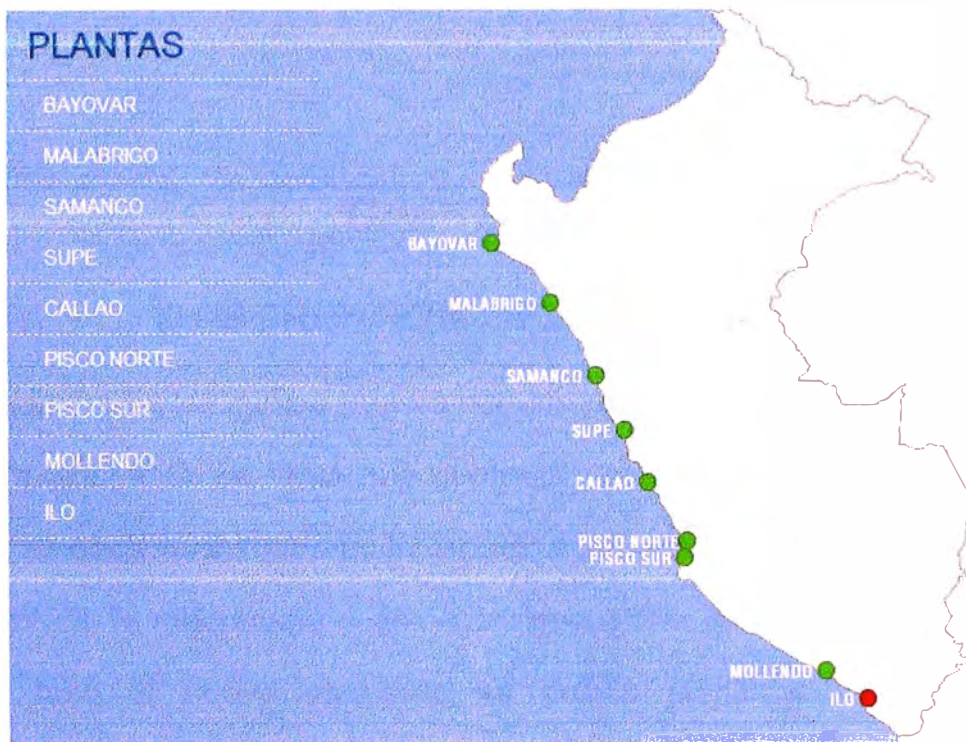 PLANTAS
BAYOVAR
MALABRIGO
SAMANCO
SUPE
CALLAO
PISCO NORTE
PISCO SUR
MOLLENDO
ILO
BAYOVAR
MALABRIGO
SAMANCO
SUPE
CALLAO
PISCO NORTE
PISCO SUR
MOLLENDO
ILO